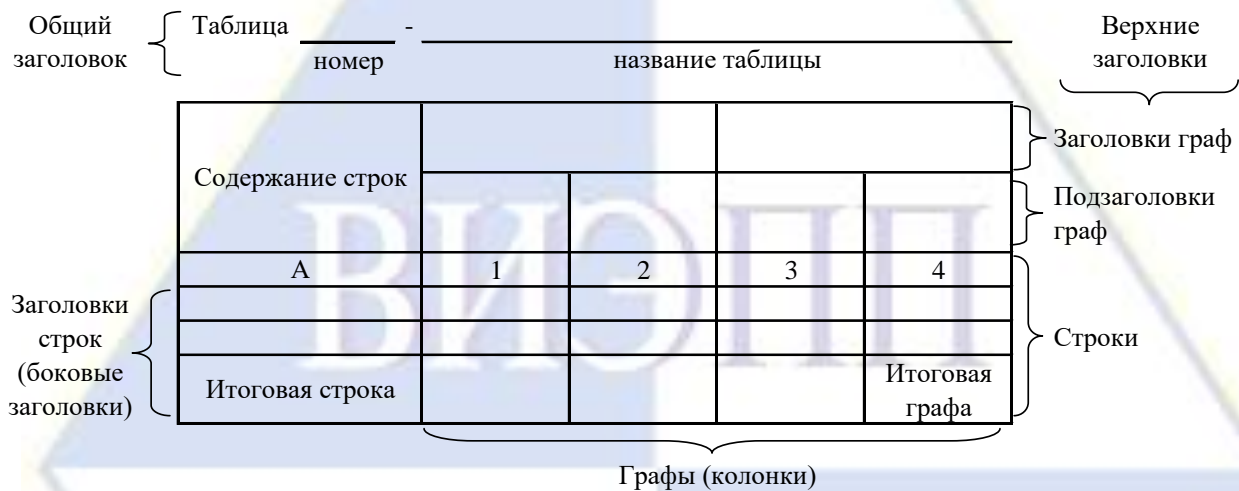 Общий
заголовок
Таблица -
номер
название таблицы
Верхние
заголовки
Содержание строк
Заголовки граф
Подзаголовки
граф
А 1 2 3 4
Заголовки
строк
(боковые
заголовки)
Строки
Итоговая строка
Итоговая
графа
Графы (колонки)
ВИЭПП